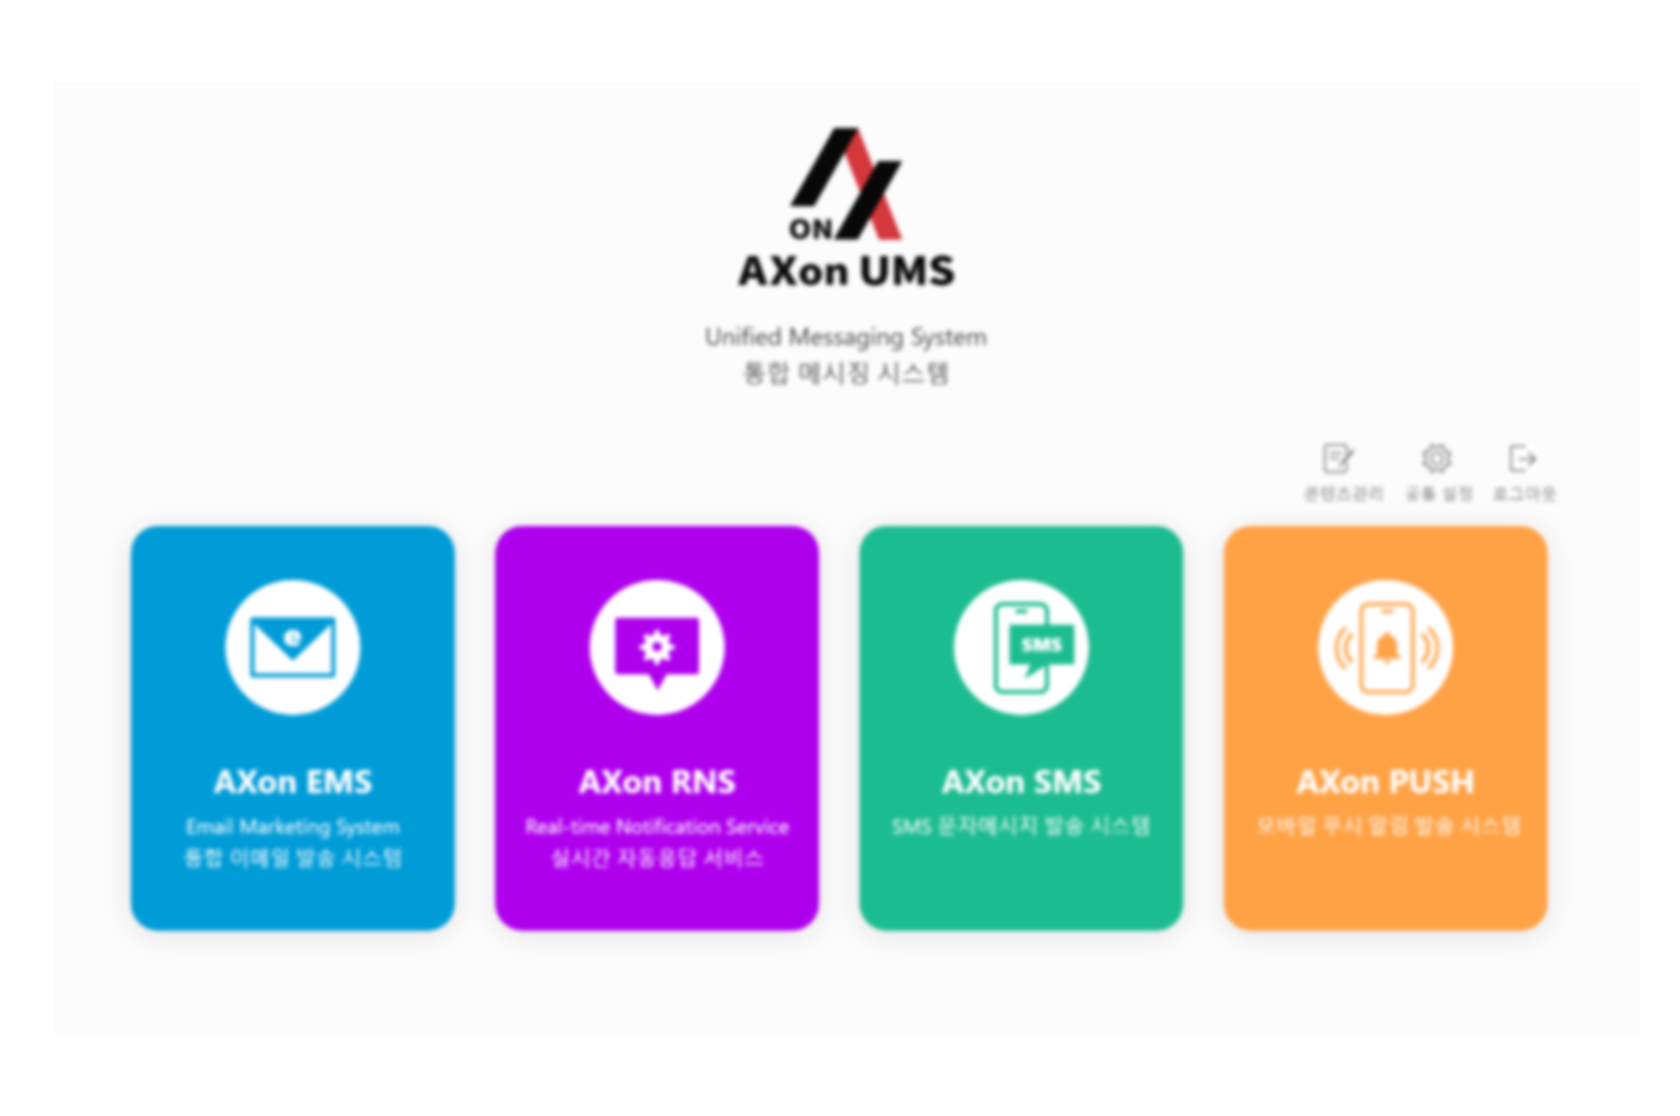 ON
AXon UMS
Unified Messaging System
통합 메시징 시스템
콘텐츠관리
공통 설정
로그아웃
e
SMS
AXon EMS
Email Marketing System
통합 이메일 발송 시스템
AXon RNS
Real-time Notification Service
실시간 자동응답 서비스
AXon SMS
SMS 문자메시지 발송 시스템
AXon PUSH
모바일 푸시 알림 발송 시스템